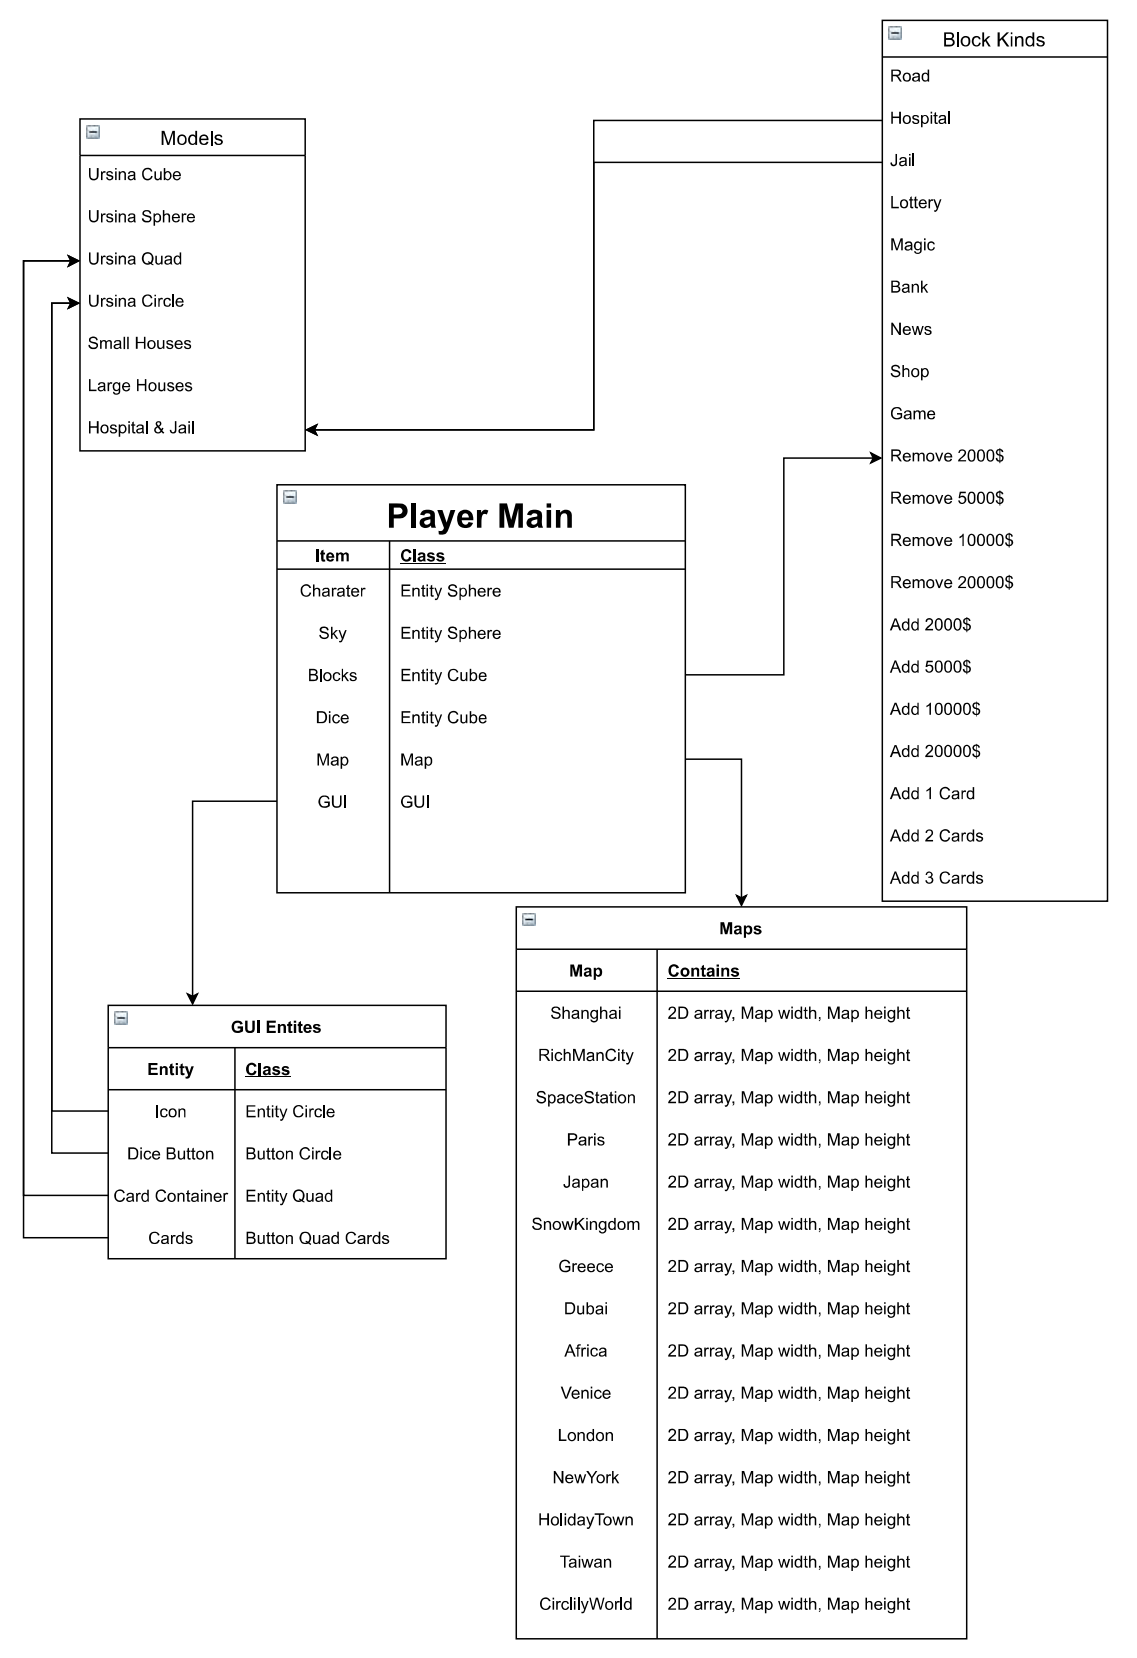 Block Kinds
Road
Hospital
Jail
Lottery
Magic
Bank
News
Shop
Game
Remove 2000$
Remove 5000$
Remove 10000$
Remove 20000$
Add 2000$
Add 5000$
Add 10000$
Add 20000$
Add 1 Card
Add 2 Cards
Add 3 Cards
Models
Ursina Cube
Ursina Sphere
Ursina Quad
Ursina Circle
Small Houses
Large Houses
Hospital & Jail
Player Main
Item Class
Charater Entity Sphere
Sky Entity Sphere
Blocks Entity Cube
Dice Entity Cube
Map Map
GUI GUI
Maps
Map Contains
Shanghai 2D array, Map width, Map height
RichManCity 2D array, Map width, Map height
SpaceStation 2D array, Map width, Map height
Paris 2D array, Map width, Map height
Japan 2D array, Map width, Map height
SnowKingdom 2D array, Map width, Map height
Greece 2D array, Map width, Map height
Dubai 2D array, Map width, Map height
Africa 2D array, Map width, Map height
Venice 2D array, Map width, Map height
London 2D array, Map width, Map height
NewYork 2D array, Map width, Map height
HolidayTown 2D array, Map width, Map height
Taiwan 2D array, Map width, Map height
CirclilyWorld 2D array, Map width, Map height
GUI Entites
Entity Class
Icon Entity Circle
Dice Button Button Circle
Card Container Entity Quad
Cards Button Quad Cards